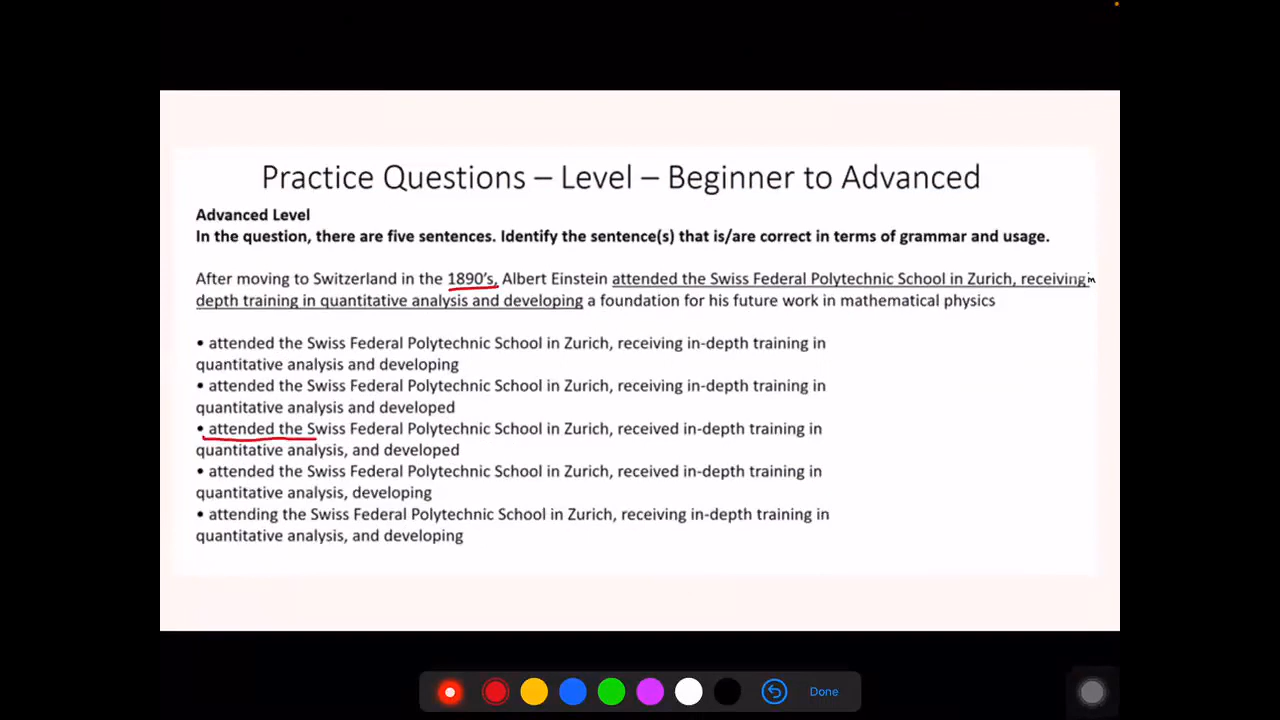 Practice Questions – Level – Beginner to Advanced
Advanced Level
In the question, there are five sentences. Identify the sentence(s) that is/are correct in terms of grammar and usage.
After moving to Switzerland in the 1890’s, Albert Einstein attended the Swiss Federal Polytechnic School in Zurich, receiving in
depth training in quantitative analysis and developing a foundation for his future work in mathematical physics
• attended the Swiss Federal Polytechnic School in Zurich, receiving in-depth training in
quantitative analysis and developing
• attended the Swiss Federal Polytechnic School in Zurich, receiving in-depth training in
quantitative analysis and developed
• attended the Swiss Federal Polytechnic School in Zurich, received in-depth training in
quantitative analysis, and developed
• attended the Swiss Federal Polytechnic School in Zurich, received in-depth training in
quantitative analysis, developing
• attending the Swiss Federal Polytechnic School in Zurich, receiving in-depth training in
quantitative analysis, and developing
Done